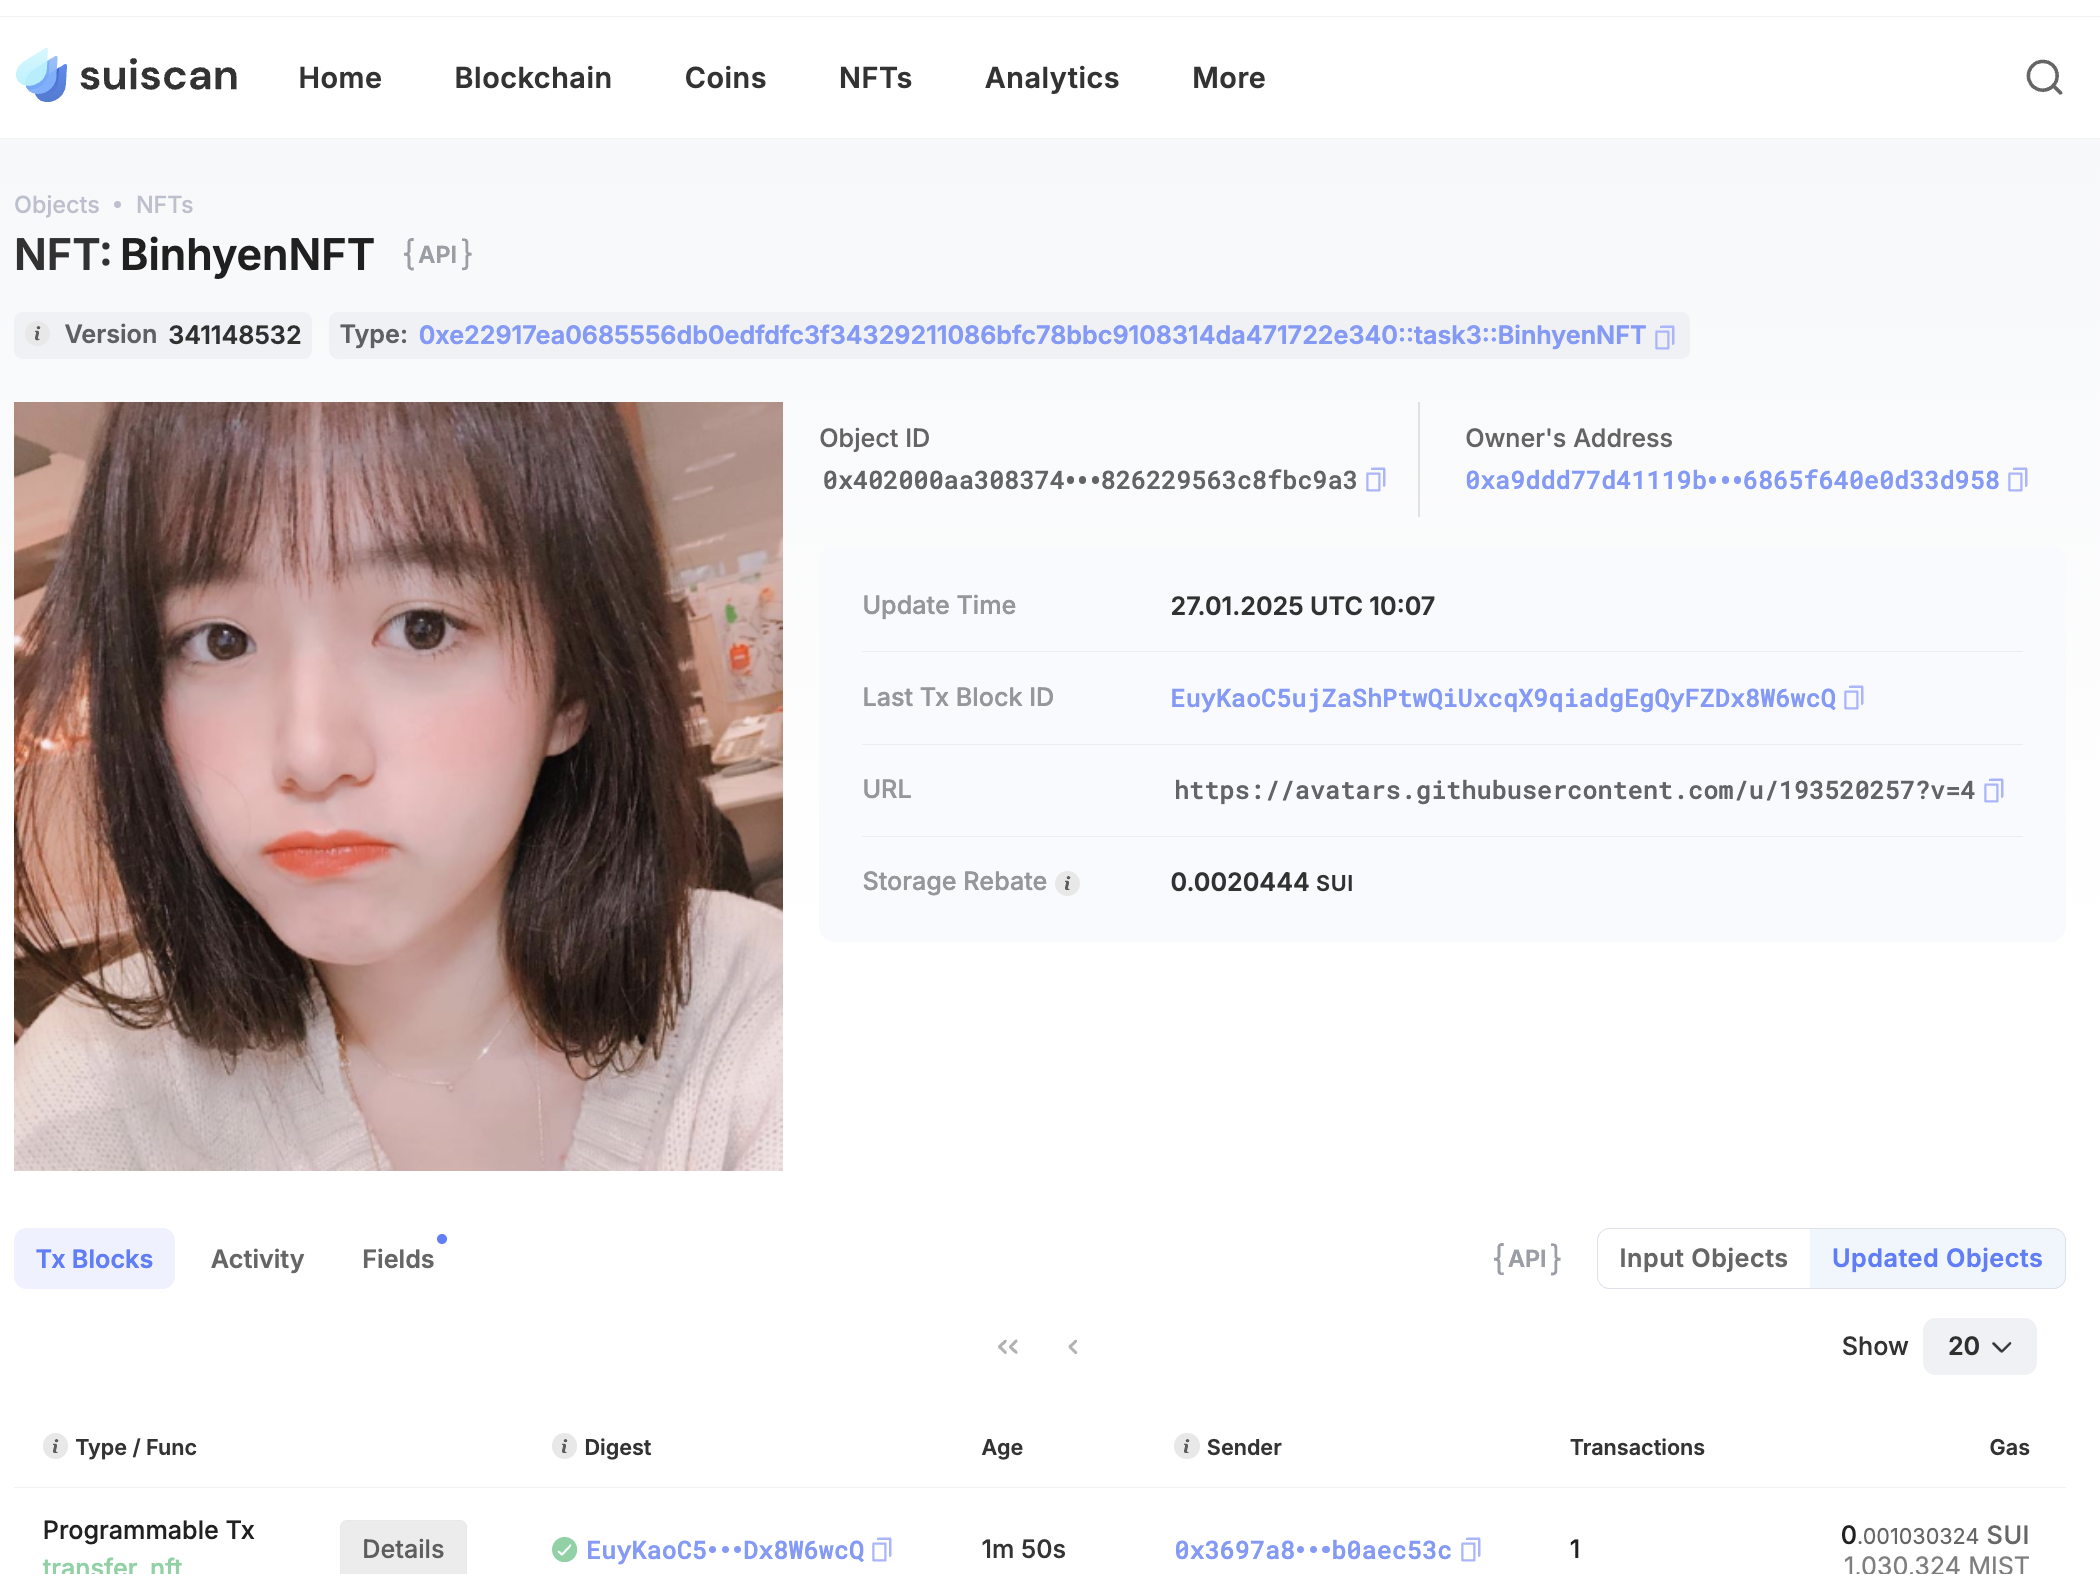 suiscan Home Blockchain Coins NFTs Analytics More
Objects • NFTs
NFT: BinhyenNFT {API}
i Version 341148532 Type: 0xe22917ea0685556db0edfdfc3f34329211086bfc78bbc9108314da471722e340::task3::BinhyenNFT
Object ID
0x402000aa308374•••826229563c8fbc9a3
Owner's Address
0xa9ddd77d41119b•••6865f640e0d33d958
Update Time 27.01.2025 UTC 10:07
Last Tx Block ID EuyKaoC5ujZaShPtwQiUxcqX9qiadgEgQyFZDx8W6wcQ
URL https://avatars.githubusercontent.com/u/193520257?v=4
Storage Rebate i 0.0020444 SUI
Tx Blocks Activity Fields {API} Input Objects Updated Objects
Show 20
i Type / Func i Digest Age i Sender Transactions Gas
Programmable Tx Details EuyKaoC5•••Dx8W6wcQ 1m 50s 0x3697a8•••b0aec53c 1 0.001030324 SUI
transfer_nft 1,030,324 MIST